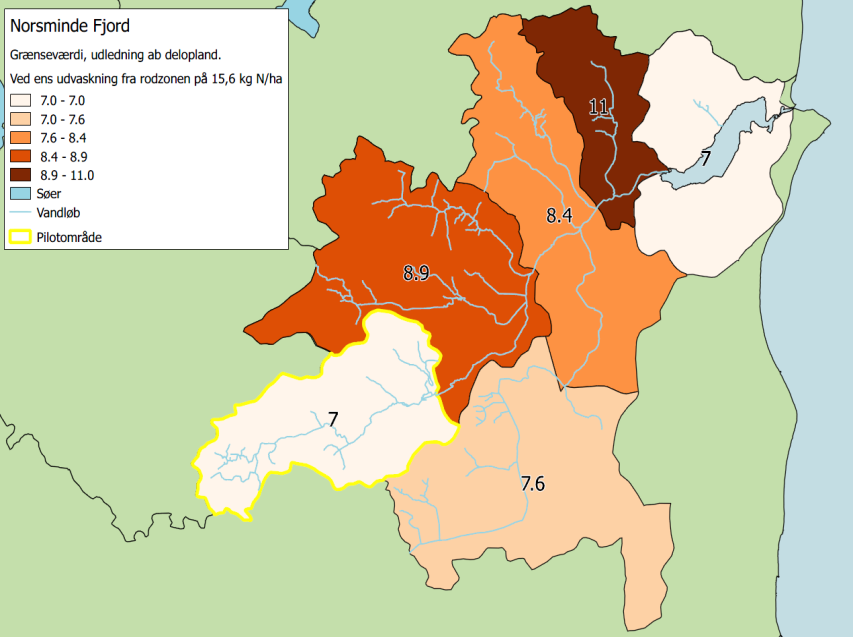 Norsminde Fjord
Grænseværdi, udledning ab delopland.
Ved ens udvaskning fra rodzonen på 15,6 kg N/ha
7.0 - 7.0
7.0 - 7.6
7.6 - 8.4
8.4 - 8.9
8.9 - 11.0
Søer
Vandløb
Pilotområde
11
7
8.4
8.9
7
7.6